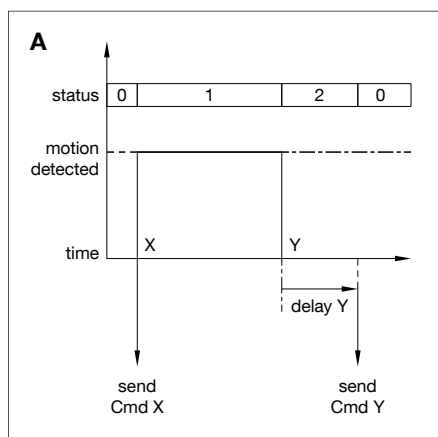 A
status 0 1 2 0
motion
detected
time X Y
delay Y
send send
Cmd X Cmd Y